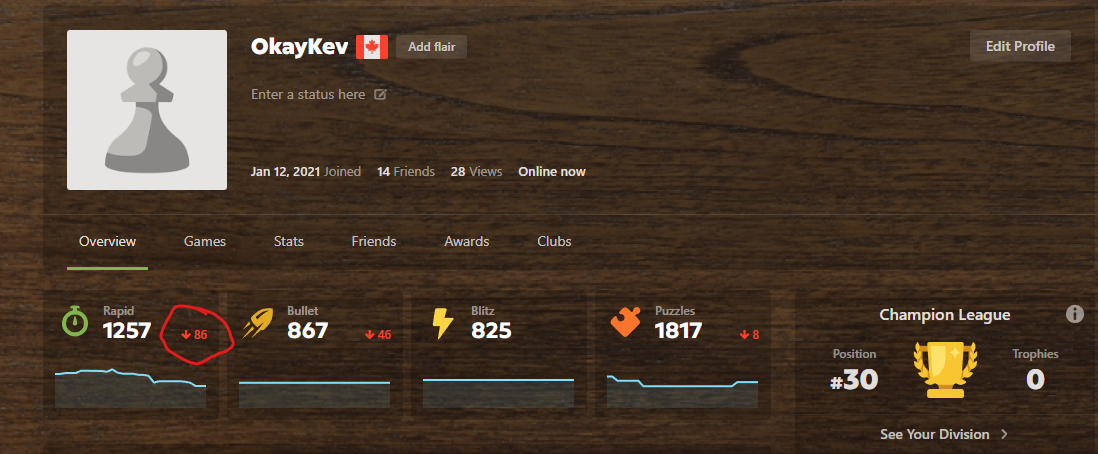 OkayKev Add flair
Edit Profile
Enter a status here
Jan 12, 2021 Joined 14 Friends 28 Views Online now
Overview Games Stats Friends Awards Clubs
Rapid
1257 86
Bullet
867 46
Blitz
825
Puzzles
1817 8
Champion League
Position
#30
Trophies
0
See Your Division